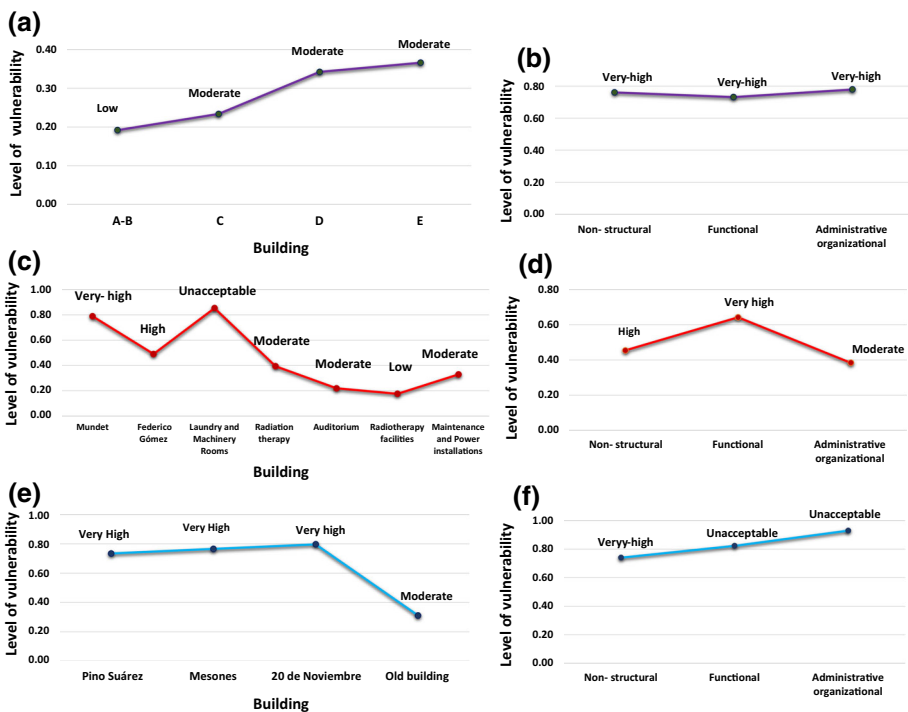 (a)
Level of vulnerability
0.40
0.30
0.20
0.10
0.00
Low
Moderate
Moderate
Moderate
A-B
C
D
E
Building
(b)
Level of vulnerability
0.80
0.60
0.40
0.20
0.00
Very-high
Very-high
Very-high
Non- structural
Functional
Administrative
organizational
(c)
Level of vulnerability
1.00
0.80
0.60
0.40
0.20
0.00
Very- high
High
Unacceptable
Moderate
Moderate
Low
Moderate
Mundet
Federico
Gómez
Laundry and
Machinery
Rooms
Radiation
therapy
Auditorium
Radiotherapy
facilities
Maintenance
and Power
installations
Building
(d)
Level of vulnerability
0.80
0.60
0.40
0.20
0.00
High
Very high
Moderate
Non- structural
Functional
Administrative
organizational
(e)
Level of vulnerability
1.00
0.80
0.60
0.40
0.20
0.00
Very High
Very High
Very high
Moderate
Pino Suárez
Mesones
20 de Noviembre
Old building
Building
(f)
Level of vulnerability
1.00
0.80
0.60
0.40
0.20
0.00
Veryy-high
Unacceptable
Unacceptable
Non- structural
Functional
Administrative
organizational